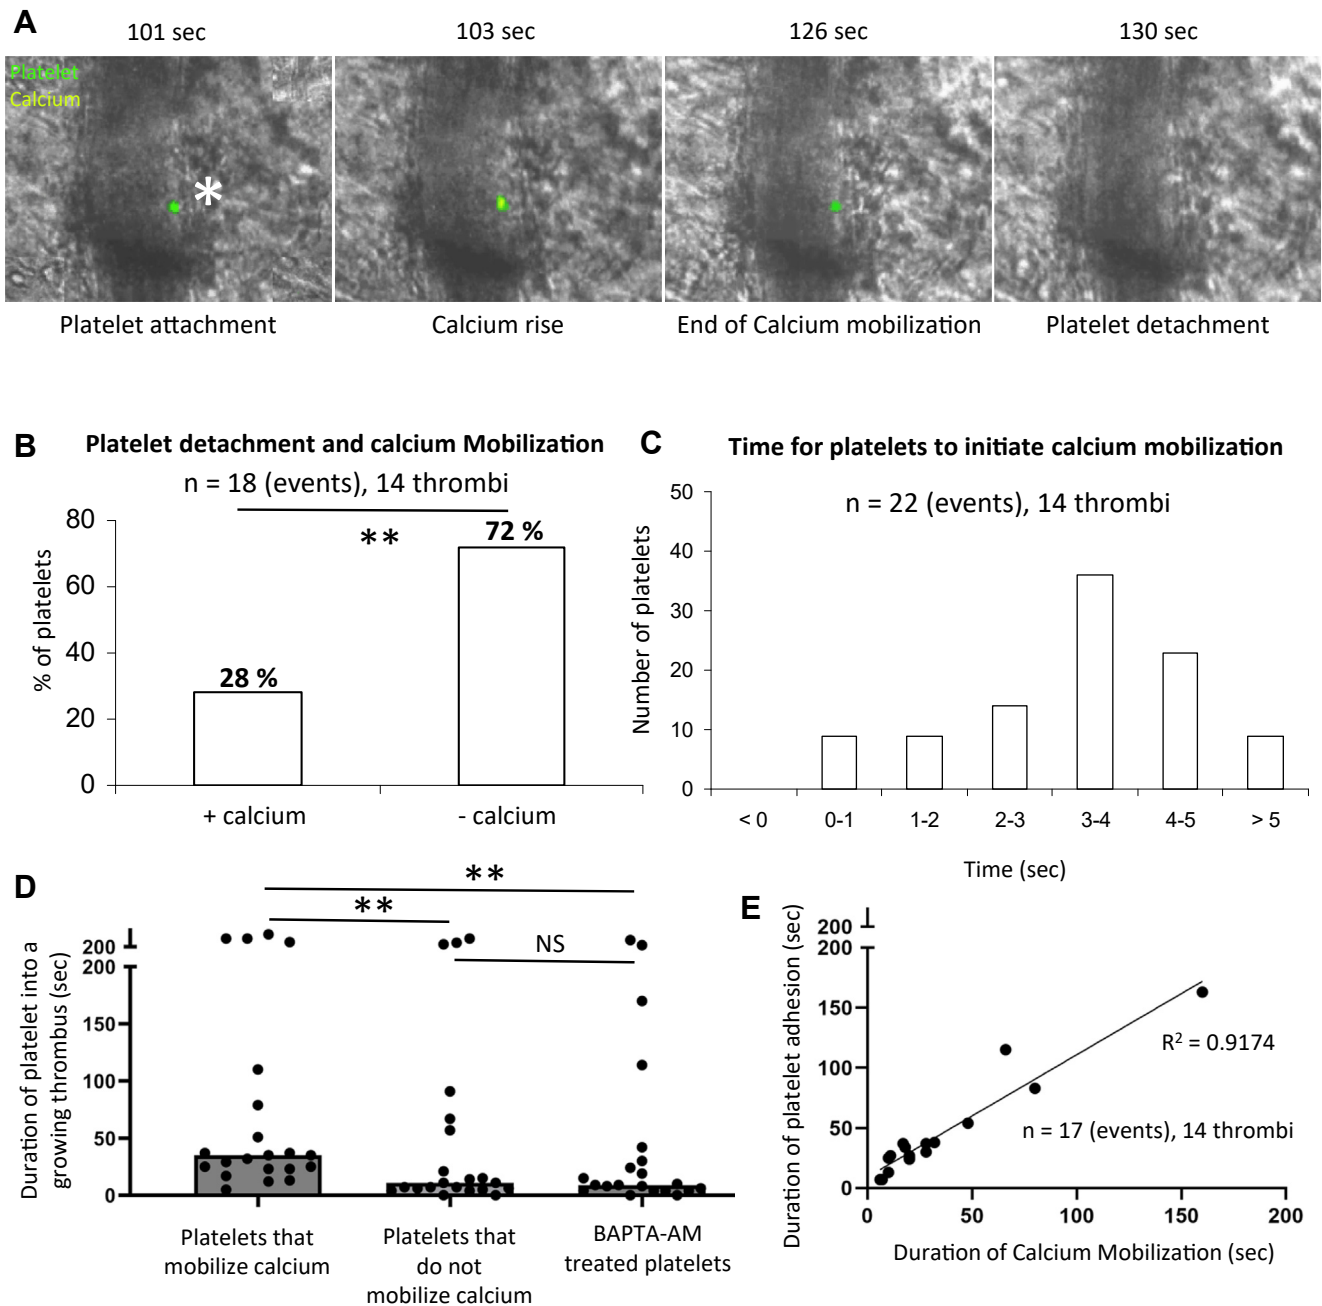 A
101 sec
103 sec
126 sec
130 sec
Platelet
Calcium
*
Platelet attachment
Calcium rise
End of Calcium mobilization
Platelet detachment
B
Platelet detachment and calcium Mobilization
n = 18 (events), 14 thrombi
**
% of platelets
80
60
40
20
0
28 %
72 %
+ calcium
- calcium
C
Time for platelets to initiate calcium mobilization
n = 22 (events), 14 thrombi
Number of platelets
50
40
30
20
10
0
< 0
0-1
1-2
2-3
3-4
4-5
> 5
Time (sec)
D
**
**
NS
Duration of platelet into a
growing thrombus (sec)
200
200
150
100
50
0
Platelets that
mobilize calcium
Platelets that
do not
mobilize calcium
BAPTA-AM
treated platelets
E
Duration of platelet adhesion (sec)
200
200
150
100
50
0
R² = 0.9174
n = 17 (events), 14 thrombi
0
50
100
150
200
Duration of Calcium Mobilization (sec)